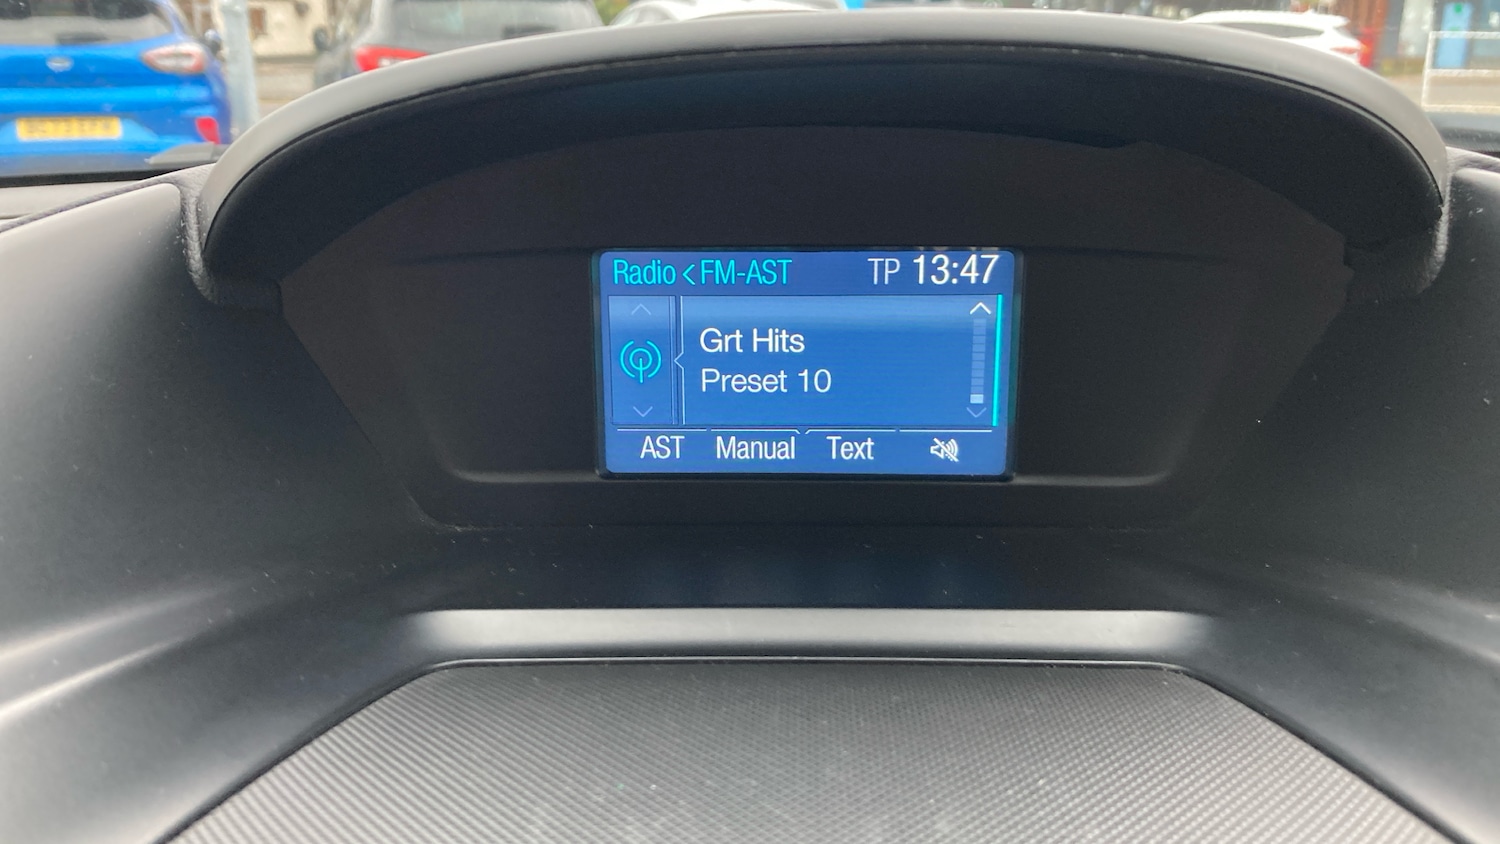 Radio < FM-AST TP 13:47
Grt Hits
Preset 10
AST Manual Text